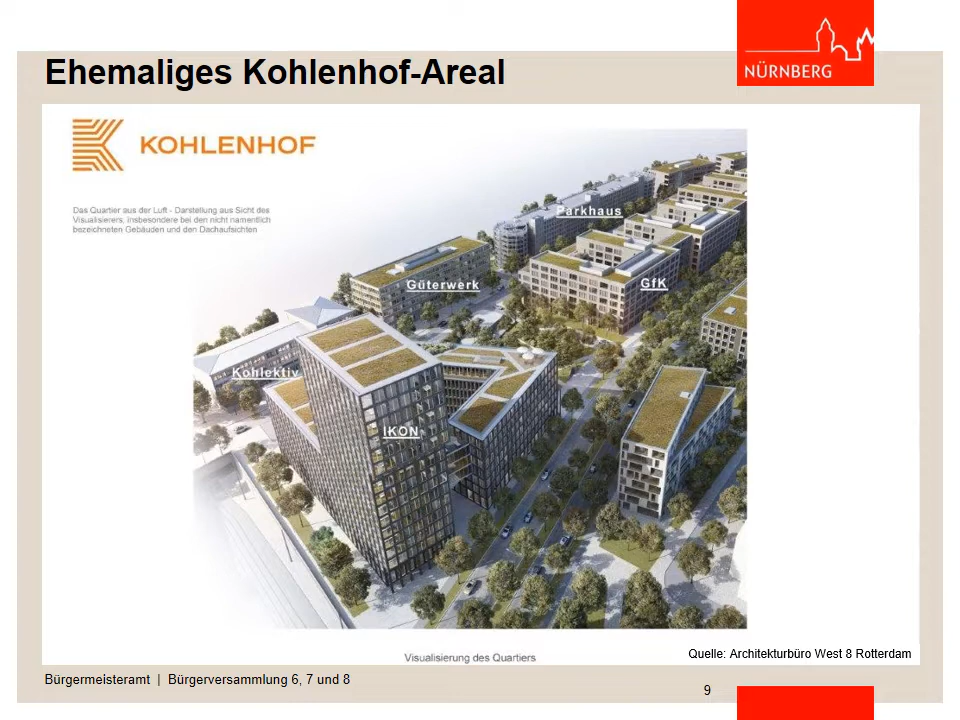 Ehemaliges Kohlenhof-Areal
NÜRNBERG
KOHLENHOF
Das Quartier aus der Luft - Darstellung aus Sicht des
Visualisierers, insbesondere bei den nicht namentlich
bezeichneten Gebäuden und den Dachaufsichten
Parkhaus
Güterwerk
GfK
Kohlektiv
IKON
Visualisierung des Quartiers
Quelle: Architekturbüro West 8 Rotterdam
Bürgermeisteramt | Bürgerversammlung 6, 7 und 8
9